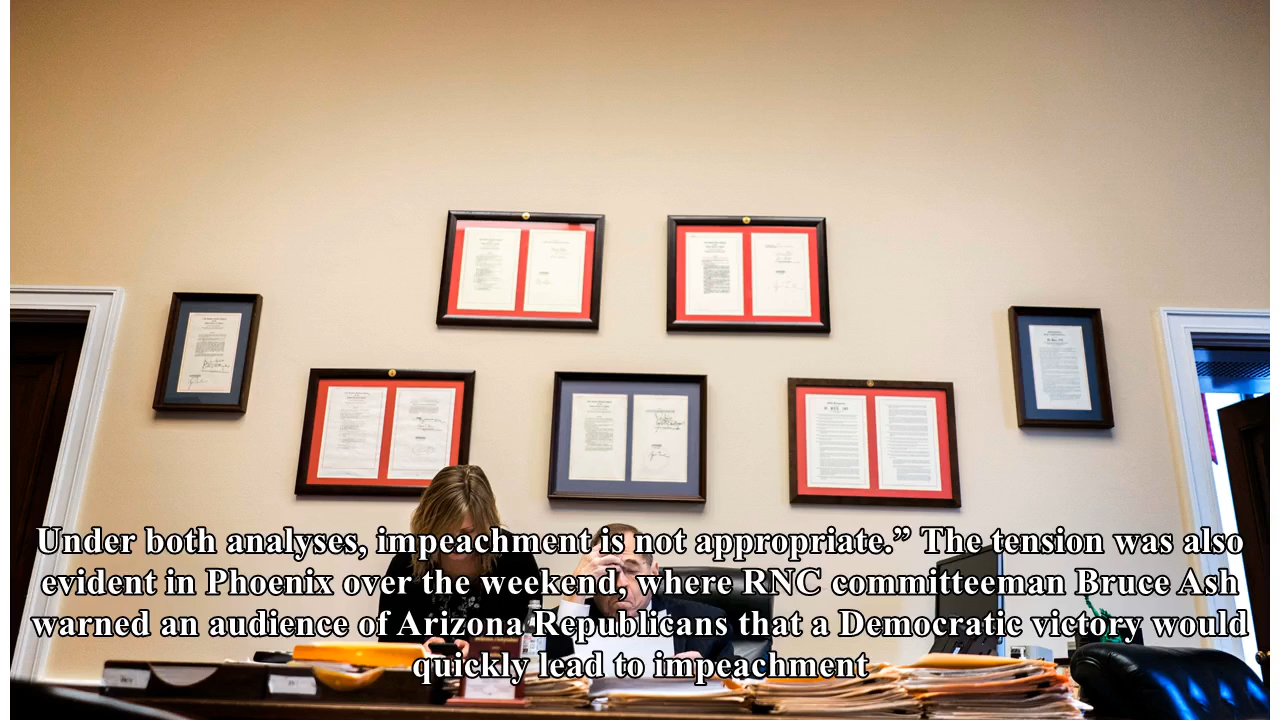 Under both analyses, impeachment is not appropriate.” The tension was also
evident in Phoenix over the weekend, where RNC committeeman Bruce Ash
warned an audience of Arizona Republicans that a Democratic victory would
quickly lead to impeachment